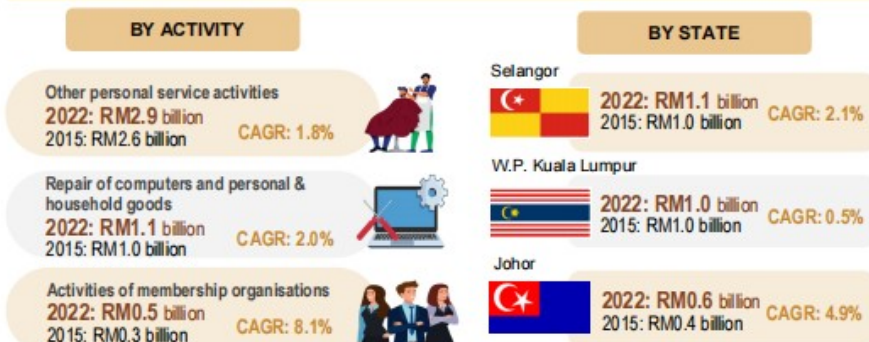 BY ACTIVITY
Other personal service activities
2022: RM2.9 billion
2015: RM2.6 billion
CAGR: 1.8%
Repair of computers and personal &
household goods
2022: RM1.1 billion
2015: RM1.0 billion
CAGR: 2.0%
Activities of membership organisations
2022: RM0.5 billion
2015: RM0.3 billion
CAGR: 8.1%
BY STATE
Selangor
2022: RM1.1 billion
2015: RM1.0 billion
CAGR: 2.1%
W.P. Kuala Lumpur
2022: RM1.0 billion
2015: RM1.0 billion
CAGR: 0.5%
Johor
2022: RM0.6 billion
2015: RM0.4 billion
CAGR: 4.9%